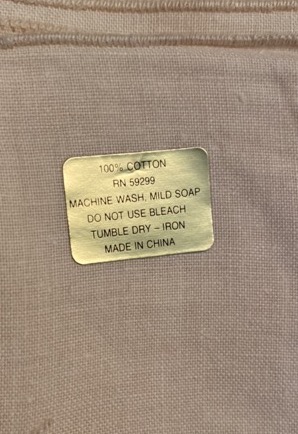 100% COTTON
RN 59299
MACHINE WASH, MILD SOAP
DO NOT USE BLEACH
TUMBLE DRY – IRON
MADE IN CHINA